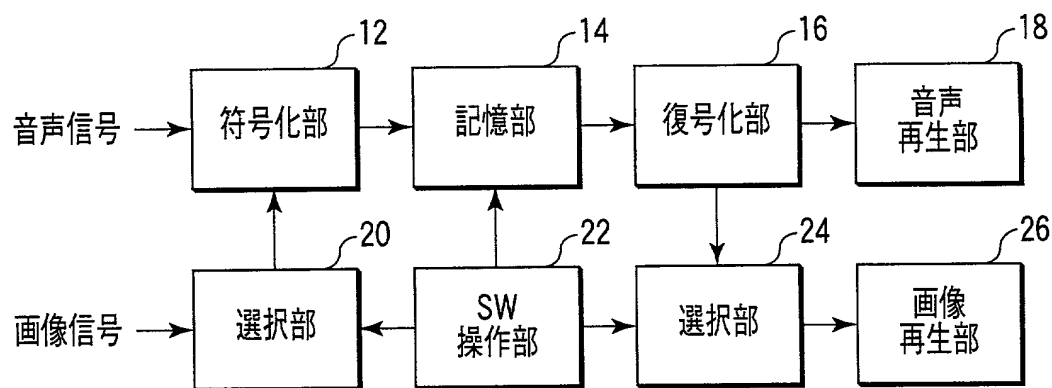 12
14
16
18
音声信号
符号化部
記憶部
復号化部
音声
再生部
20
22
24
26
画像信号
選択部
SW
操作部
選択部
画像
再生部